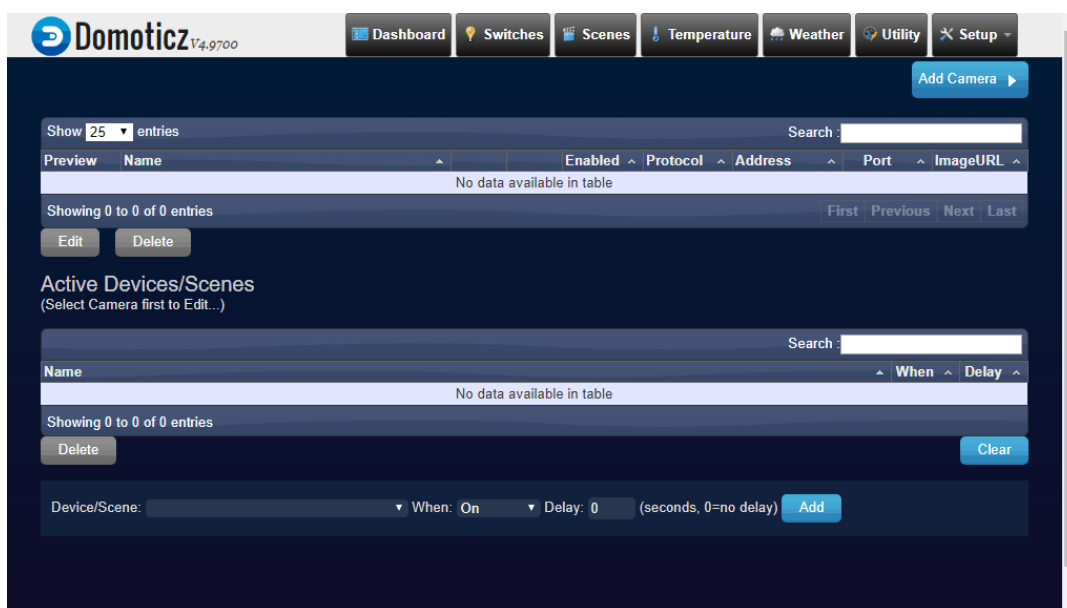 Domoticz V4.9700 Dashboard Switches Scenes Temperature Weather Utility Setup
Add Camera
Show 25 entries Search :
Preview Name Enabled Protocol Address Port ImageURL
No data available in table
Showing 0 to 0 of 0 entries First Previous Next Last
Edit Delete
Active Devices/Scenes
(Select Camera first to Edit...)
Search :
Name When Delay
No data available in table
Showing 0 to 0 of 0 entries
Delete Clear
Device/Scene: When: On Delay: 0 (seconds, 0=no delay) Add